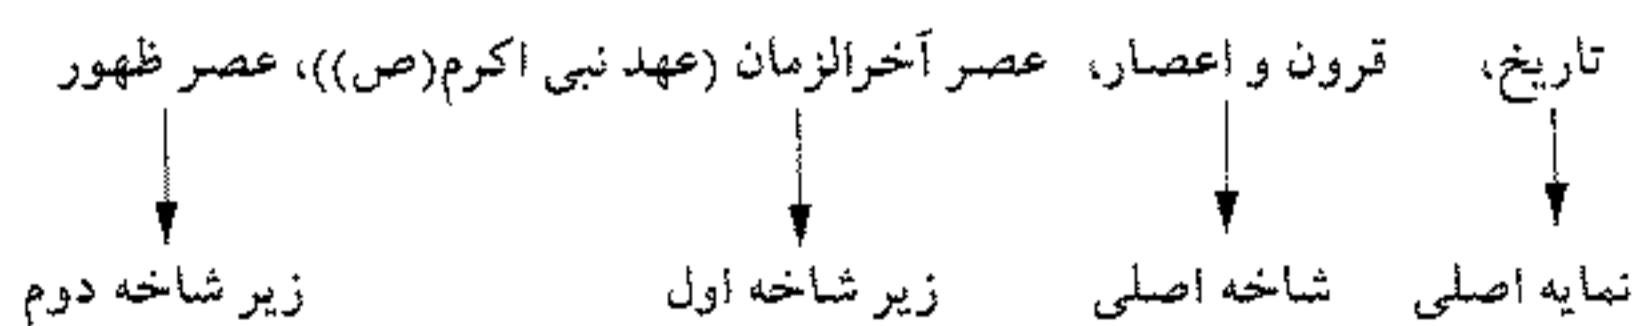 تاریخ، قرون و اعصار، عصر آخرالزمان (عهد نبی اکرم(ص))، عصر ظهور
نمایه اصلی شاخه اصلی زیر شاخه اول زیر شاخه دوم